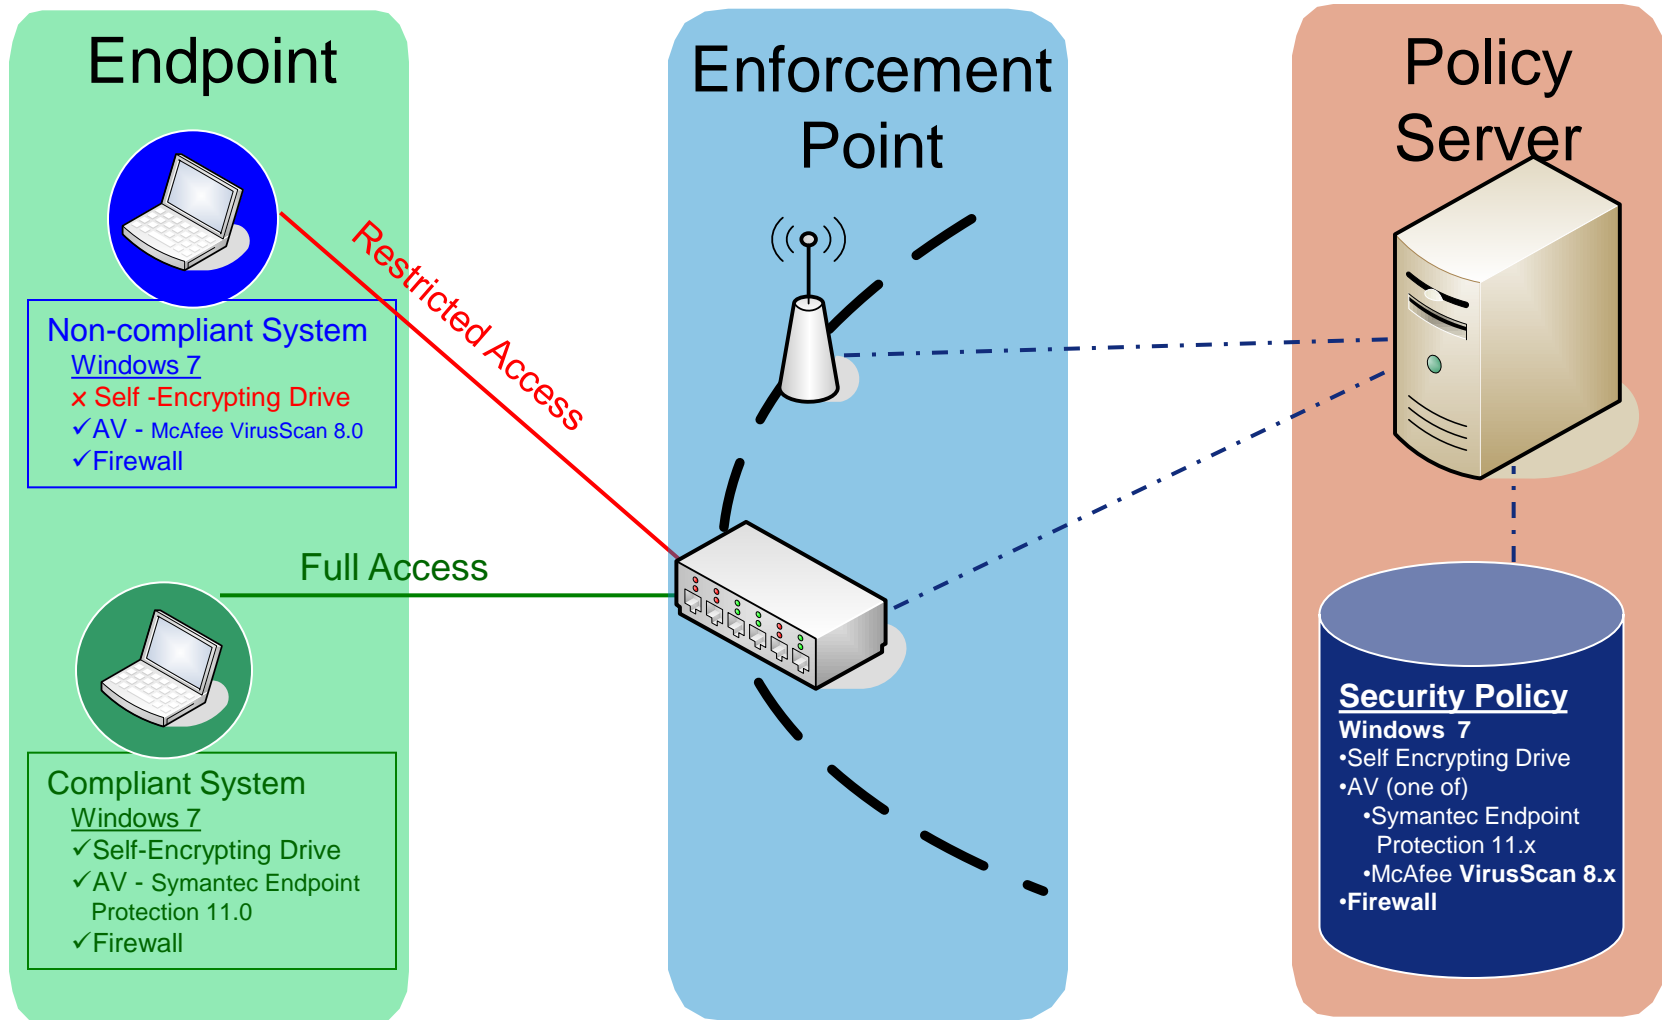 Endpoint
Non-compliant System
Windows 7
x Self -Encrypting Drive
✓AV - McAfee VirusScan 8.0
✓Firewall
Restricted Access
Full Access
Compliant System
Windows 7
✓Self-Encrypting Drive
✓AV - Symantec Endpoint
Protection 11.0
✓Firewall
Enforcement
Point
Policy
Server
Security Policy
Windows 7
•Self Encrypting Drive
•AV (one of)
•Symantec Endpoint
Protection 11.x
•McAfee VirusScan 8.x
•Firewall